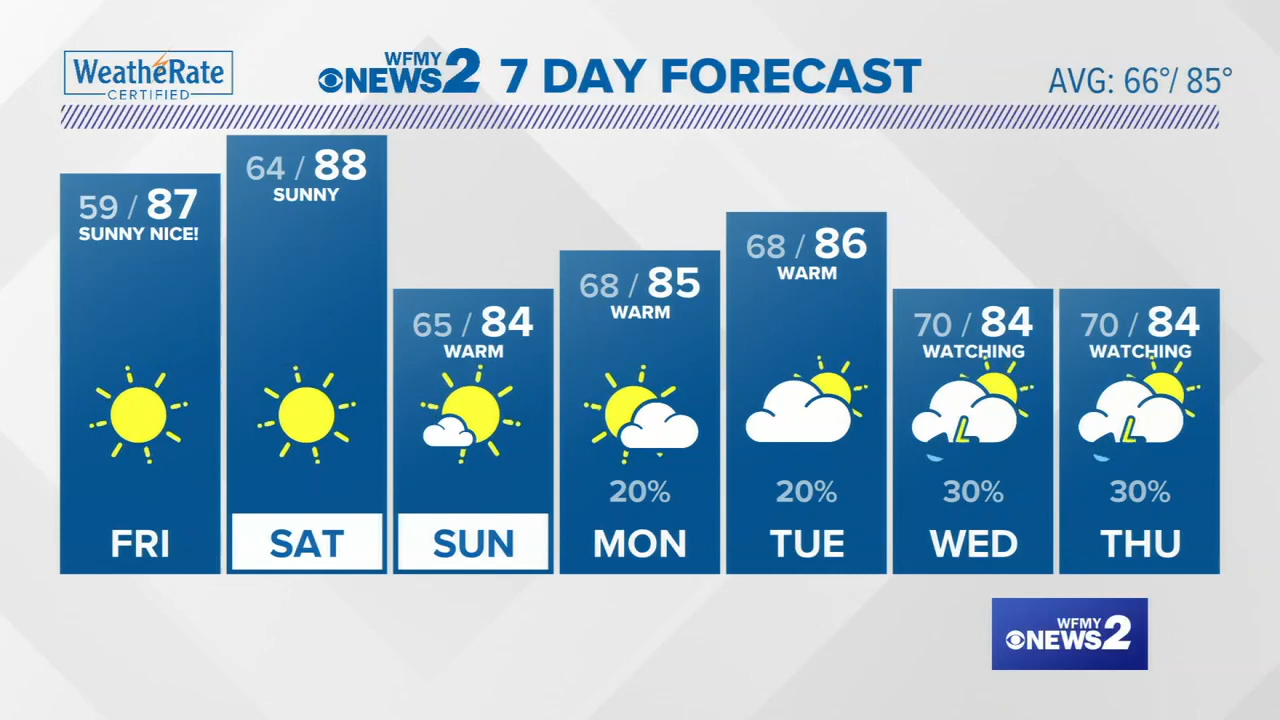 WeatheRate
CERTIFIED
WFMY
NEWS 2 7 DAY FORECAST
AVG: 66°/ 85°
59 / 87
SUNNY NICE!
FRI
64 / 88
SUNNY
SAT
65 / 84
WARM
SUN
68 / 85
WARM
20%
MON
68 / 86
WARM
20%
TUE
70 / 84
WATCHING
30%
WED
70 / 84
WATCHING
30%
THU
WFMY
NEWS 2